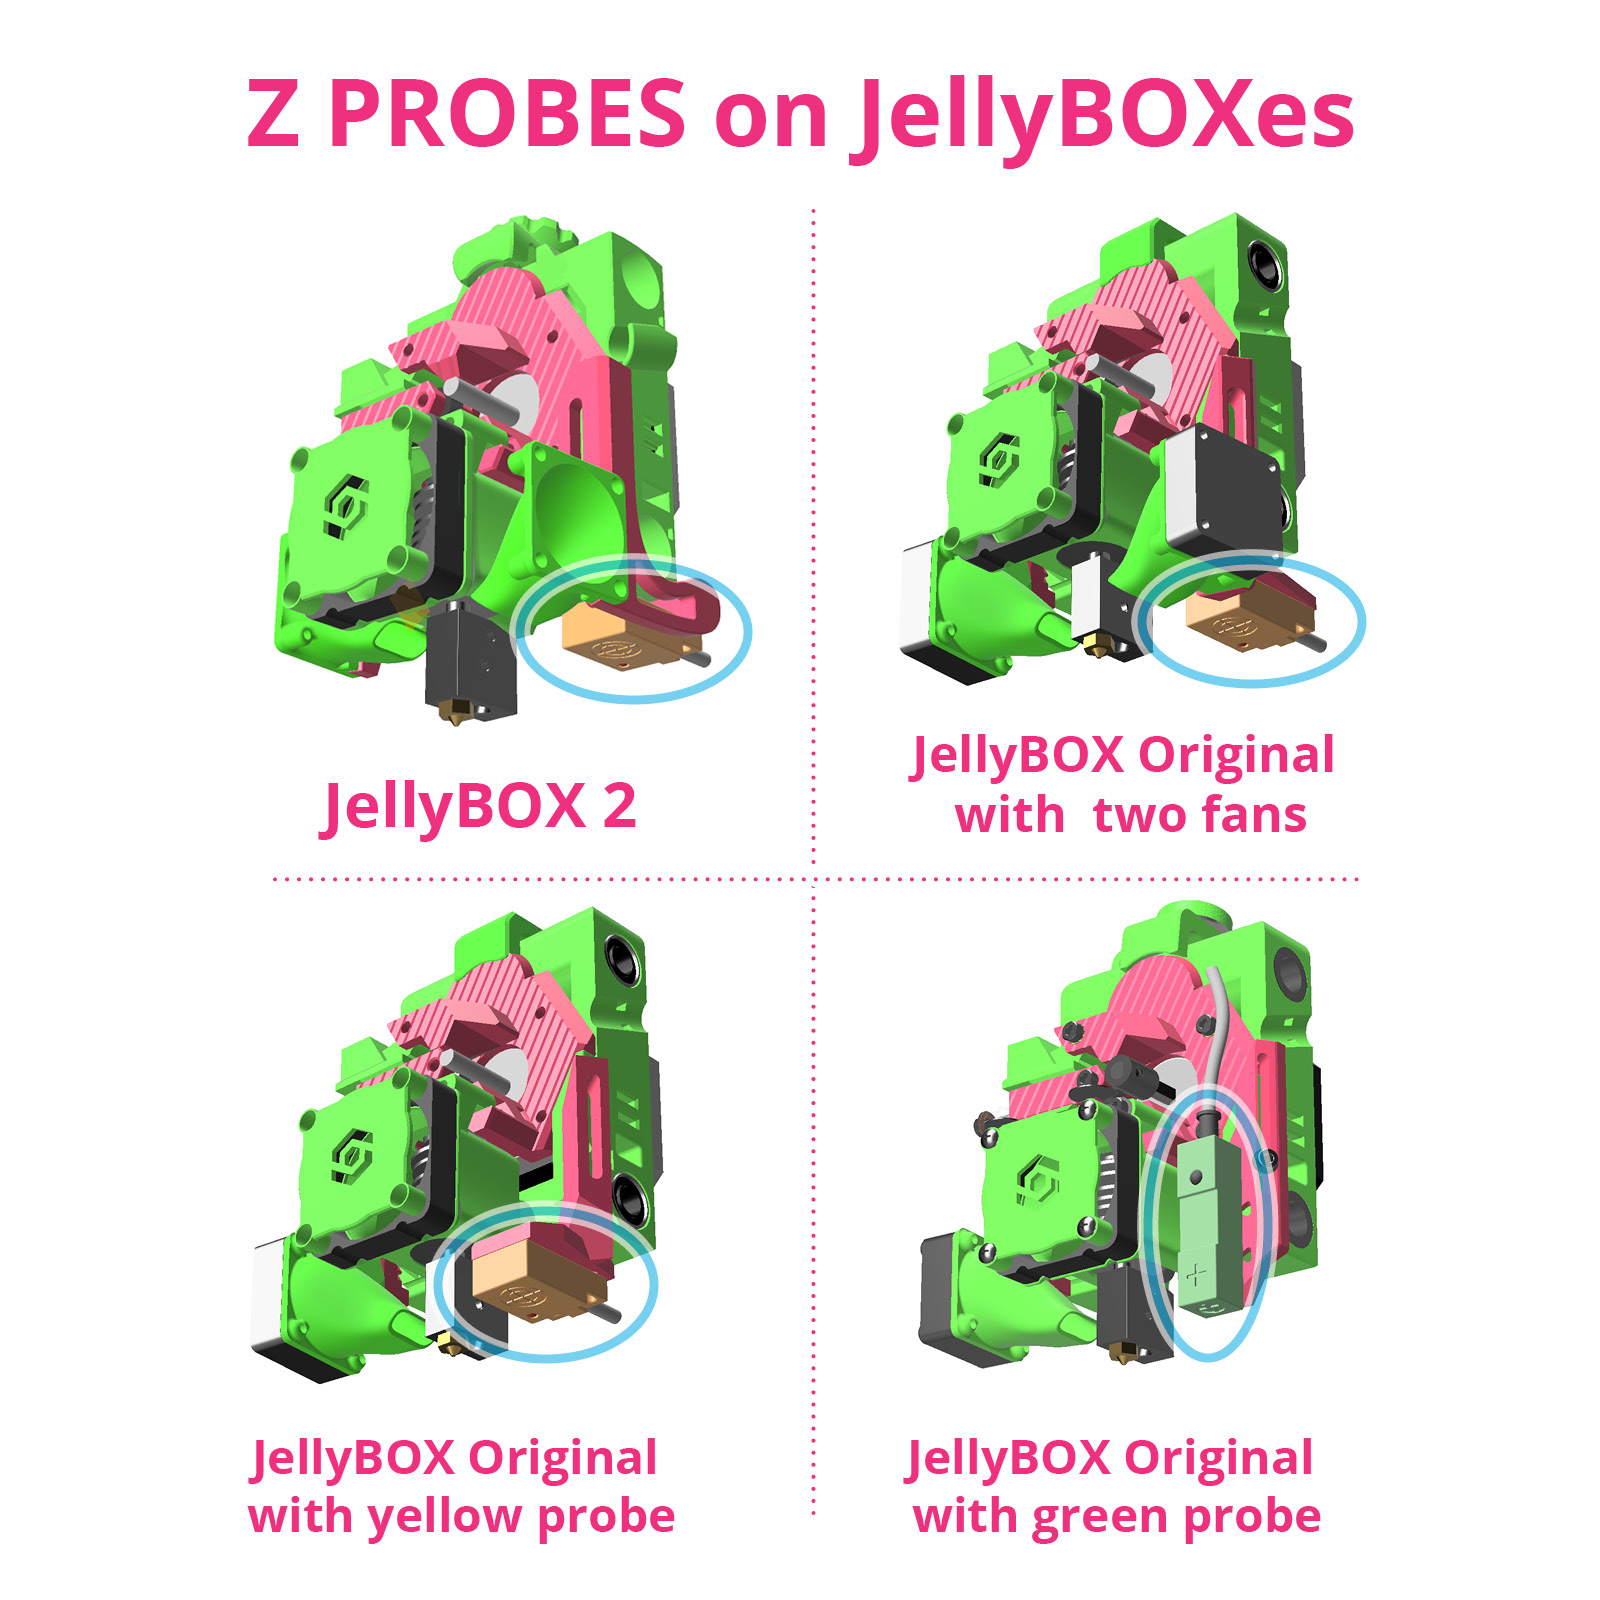 Z PROBES on JellyBOXes
JellyBOX 2
JellyBOX Original
with two fans
JellyBOX Original
with yellow probe
JellyBOX Original
with green probe